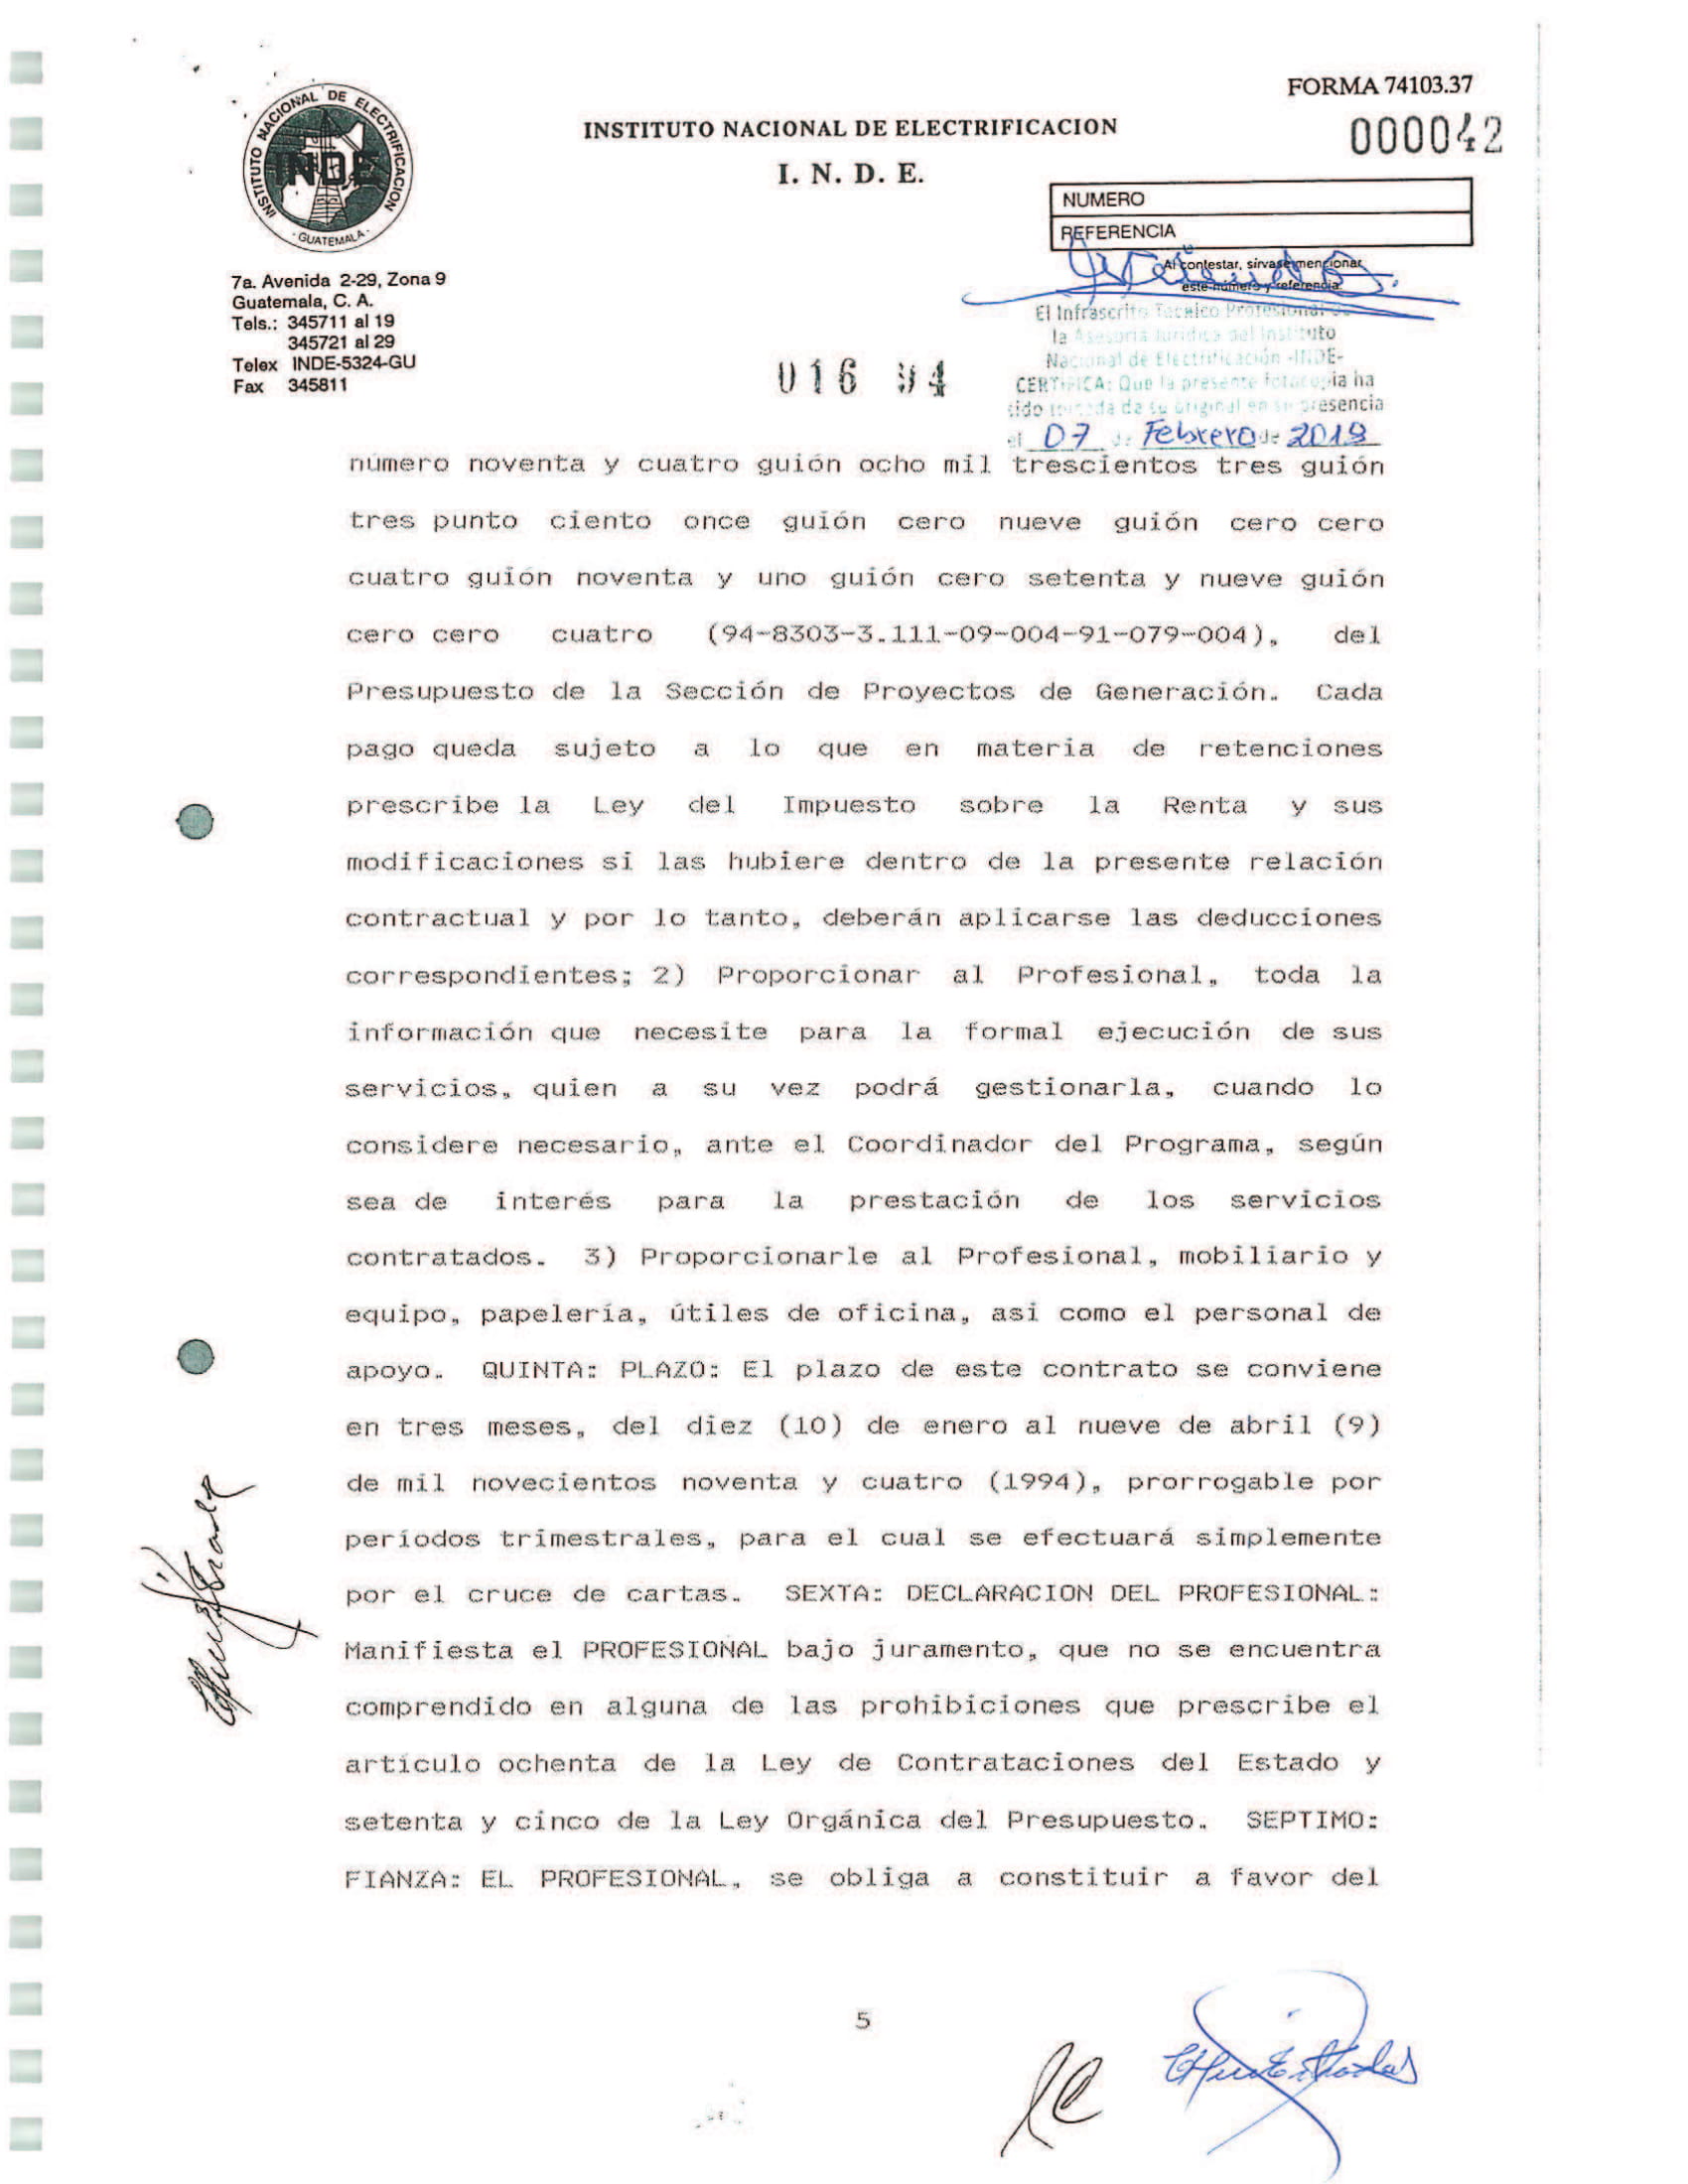 FORMA 74103.37
000042
INSTITUTO NACIONAL DE ELECTRIFICACION
I. N. D. E.
INSTITUTO NACIONAL DE ELECTRIFICACION
INDE
GUATEMALA
NUMERO
REFERENCIA
Al contestar, sírvase mencionar
este número y referencia
7a. Avenida 2-29, Zona 9
Guatemala, C. A.
Tels.: 345711 al 19
345721 al 29
Telex INDE-5324-GU
Fax 345811
El Infrascrito Técnico Profesional de
la Asesoría Jurídica del Instituto
Nacional de Electrificación -INDE-
CERTIFICA: Que la presente fotocopia ha
sido tomada de su original en su presencia
el 07 de Febrero de 2018
016 94
número noventa y cuatro guión ocho mil trescientos tres guión
tres punto ciento once guión cero nueve guión cero cero
cuatro guión noventa y uno guión cero setenta y nueve guión
cero cero cuatro (94-8303-3.111-09-004-91-079-004), del
Presupuesto de la Sección de Proyectos de Generación. Cada
pago queda sujeto a lo que en materia de retenciones
prescribe la Ley del Impuesto sobre la Renta y sus
modificaciones si las hubiere dentro de la presente relación
contractual y por lo tanto, deberán aplicarse las deducciones
correspondientes; 2) Proporcionar al Profesional, toda la
información que necesite para la formal ejecución de sus
servicios, quien a su vez podrá gestionarla, cuando lo
considere necesario, ante el Coordinador del Programa, según
sea de interés para la prestación de los servicios
contratados. 3) Proporcionarle al Profesional, mobiliario y
equipo, papelería, útiles de oficina, asi como el personal de
apoyo. QUINTA: PLAZO: El plazo de este contrato se conviene
en tres meses, del diez (10) de enero al nueve de abril (9)
de mil novecientos noventa y cuatro (1994), prorrogable por
períodos trimestrales, para el cual se efectuará simplemente
por el cruce de cartas. SEXTA: DECLARACION DEL PROFESIONAL:
Manifiesta el PROFESIONAL bajo juramento, que no se encuentra
comprendido en alguna de las prohibiciones que prescribe el
artículo ochenta de la Ley de Contrataciones del Estado y
setenta y cinco de la Ley Orgánica del Presupuesto. SEPTIMO:
FIANZA: EL PROFESIONAL, se obliga a constituir a favor del
5